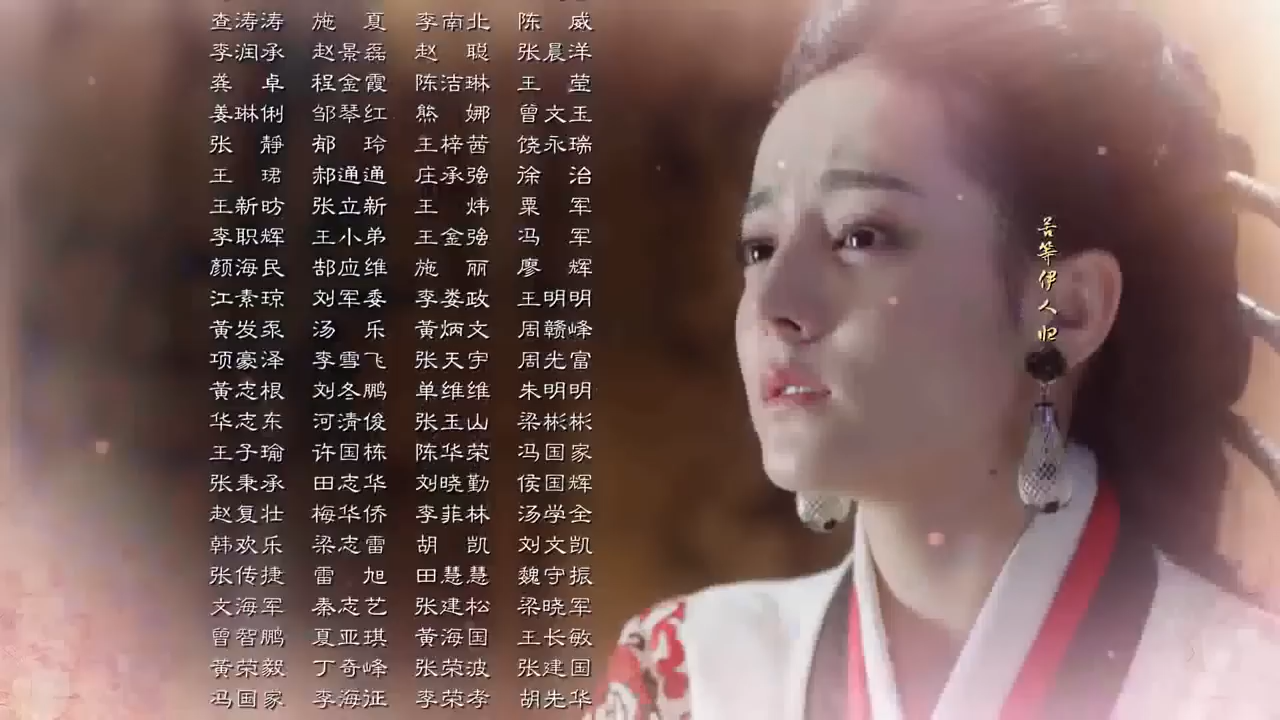 查涛涛 施夏 李南北 陈威
李润承 赵景磊 赵聪 张晨洋
龚卓 程金霞 陈洁琳 王莹
姜琳俐 邹琴红 熊娜 曾文玉
张静 郁玲 王梓茜 饶永瑞
王珺 郝通通 庄承强 徐治
王新昉 张立新 王炜 粟军
李职辉 王小弟 王金强 冯军
颜海民 郜应维 施丽 廖辉
江素琼 刘军委 李娄政 王明明
黄发泵 汤乐 黄炳文 周赣峰
项豪泽 李雪飞 张天宇 周光富
黄志根 刘冬鹏 单维维 朱明明
华志东 河清俊 张玉山 梁彬彬
王子瑜 许国栋 陈华荣 冯国家
张秉承 田志华 刘晓勤 侯国辉
赵复壮 梅华侨 李菲林 汤学全
韩欢乐 梁志雷 胡凯 刘文凯
张传捷 雷旭 田慧慧 魏守振
文海军 秦志艺 张建松 梁晓军
曾智鹏 夏亚琪 黄海国 王长敏
黄荣毅 丁奇峰 张荣波 张建国
冯国家 李海证 李荣孝 胡先华
苦等伊人归